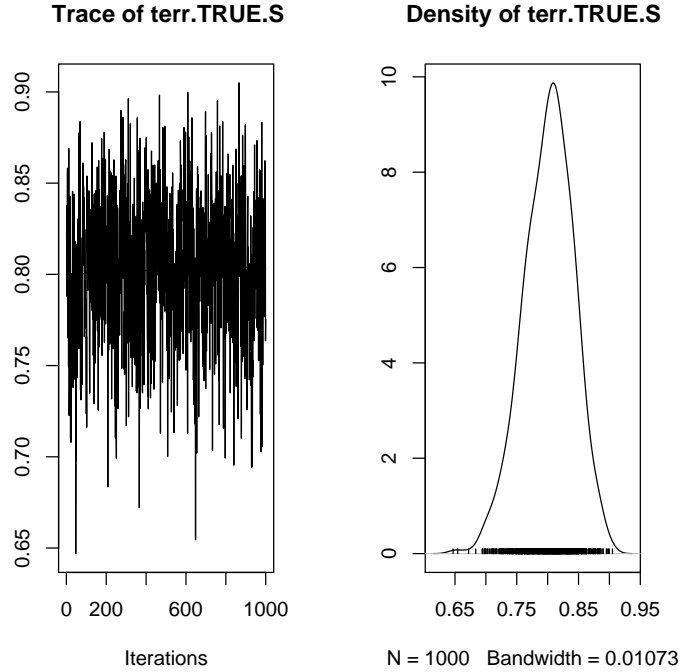 Trace of terr.TRUE.S
0.90
0.85
0.80
0.75
0.70
0.65
0 200 600 1000
Iterations
Density of terr.TRUE.S
10
8
6
4
2
0
0.65 0.75 0.85 0.95
N = 1000 Bandwidth = 0.01073